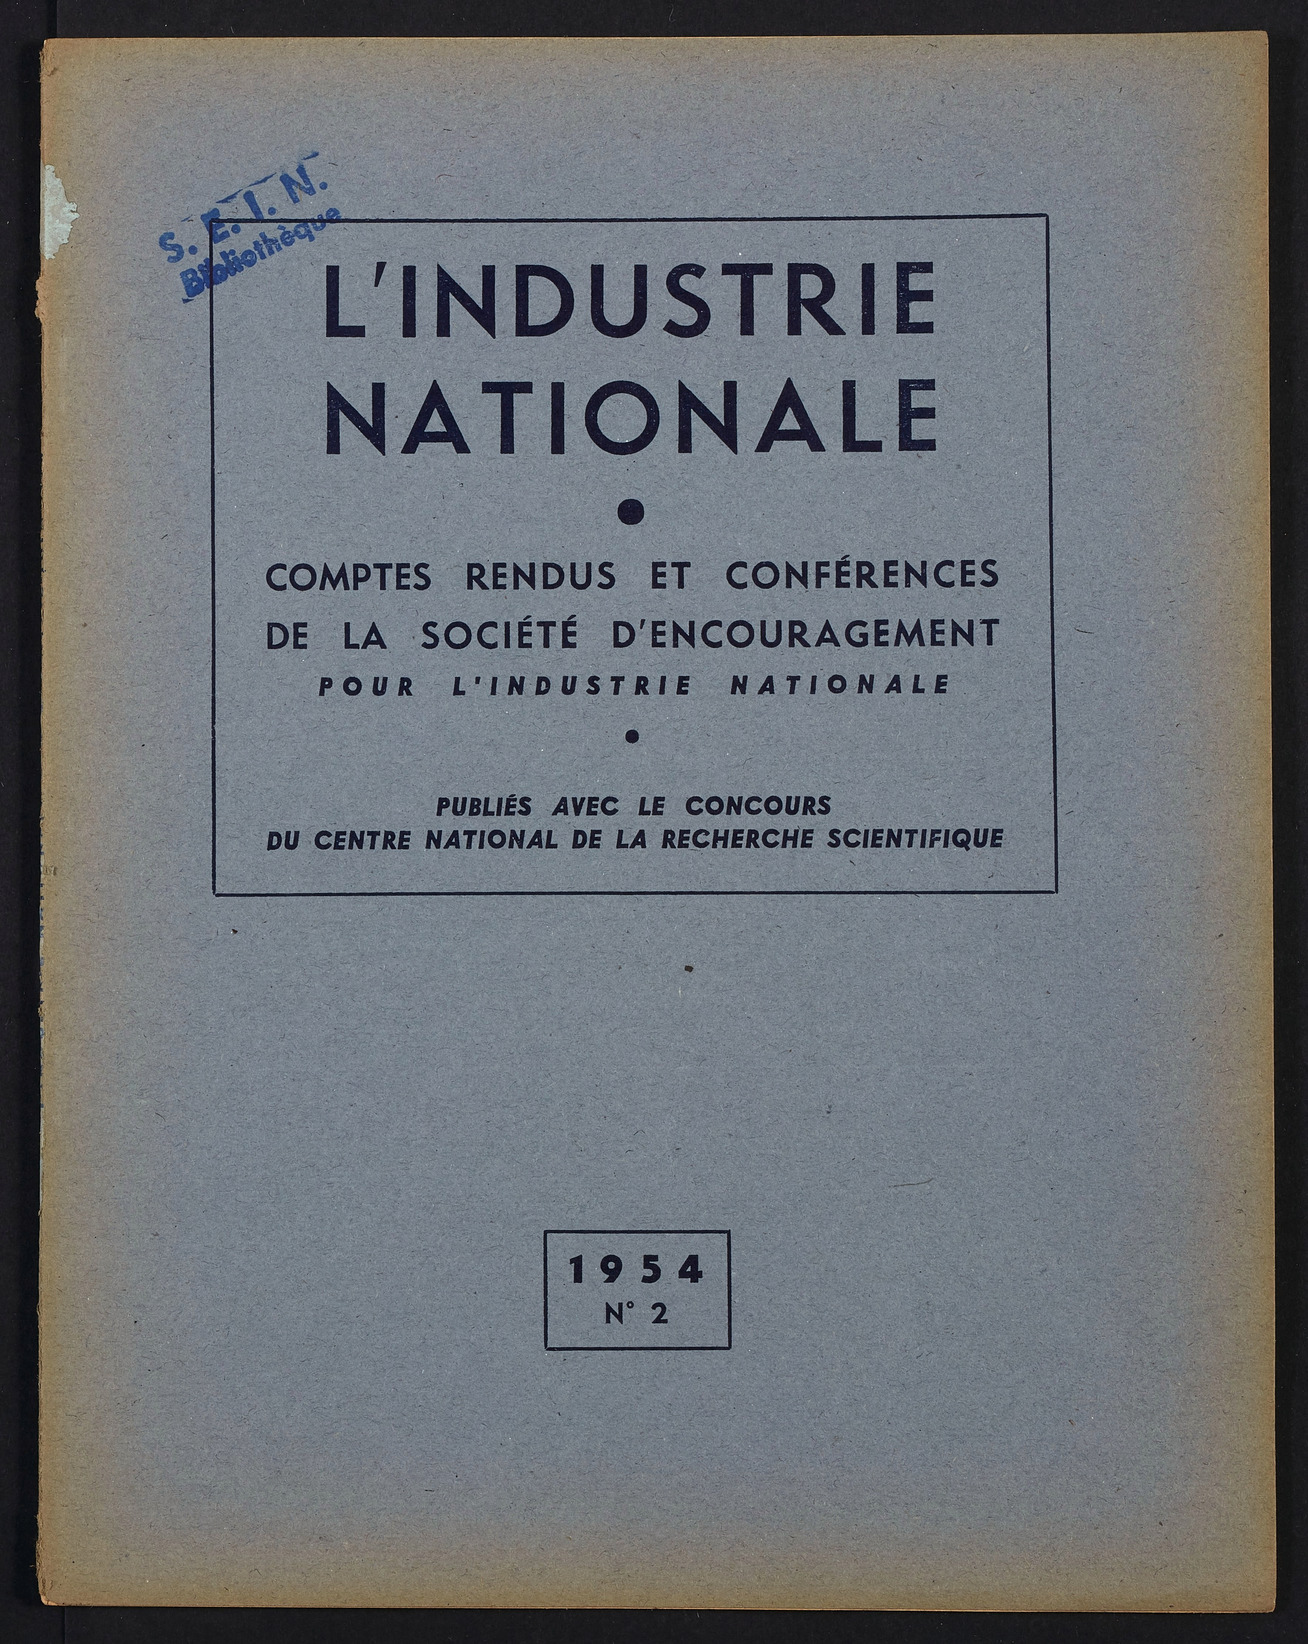 S. E. I. N.
Bibliothèque
L'INDUSTRIE
NATIONALE
COMPTES RENDUS ET CONFÉRENCES
DE LA SOCIÉTÉ D'ENCOURAGEMENT
POUR L'INDUSTRIE NATIONALE
PUBLIÉS AVEC LE CONCOURS
DU CENTRE NATIONAL DE LA RECHERCHE SCIENTIFIQUE
1954
N° 2